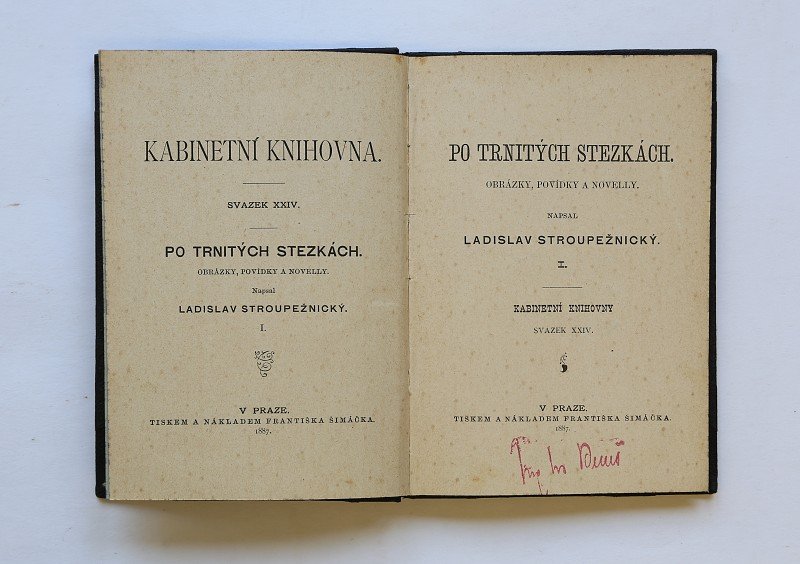 KABINETNÍ KNIHOVNA.
SVAZEK XXIV.
PO TRNITÝCH STEZKÁCH.
OBRÁZKY, POVÍDKY A NOVELLY.
Napsal
LADISLAV STROUPEŽNICKÝ.
I.
V PRAZE.
TISKEM A NÁKLADEM FRANTIŠKA ŠIMÁČKA.
1887.
PO TRNITÝCH STEZKÁCH.
OBRÁZKY, POVÍDKY A NOVELLY.
NAPSAL
LADISLAV STROUPEŽNICKÝ.
I.
KABINETNÍ KNIHOVNY
SVAZEK XXIV.
V PRAZE.
TISKEM A NÁKLADEM FRANTIŠKA ŠIMÁČKA.
1887.